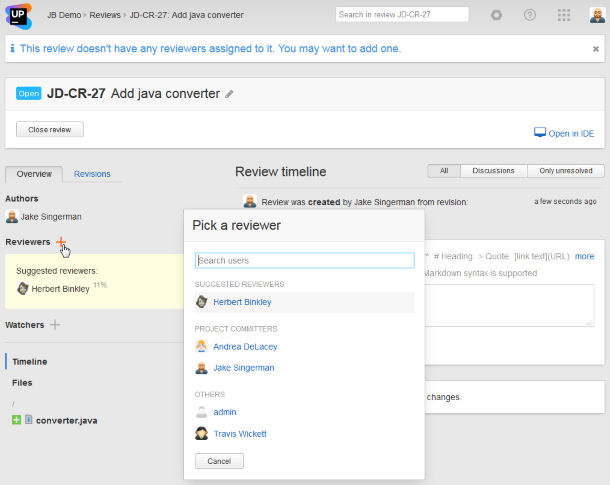 UP
JB Demo › Reviews › JD-CR-27: Add java converter
Search in review JD-CR-27
This review doesn't have any reviewers assigned to it. You may want to add one.
Open JD-CR-27 Add java converter
Close review
Open in IDE
Overview
Revisions
Review timeline
All
Discussions
Only unresolved
Authors
Jake Singerman
Review was created by Jake Singerman from revision:
a few seconds ago
Reviewers
Suggested reviewers:
Herbert Binkley 11%
Watchers
Timeline
Files
/
converter.java
Pick a reviewer
Search users
SUGGESTED REVIEWERS
Herbert Binkley
PROJECT COMMITTERS
Andrea DeLacey
Jake Singerman
OTHERS
admin
Travis Wickett
Cancel
# Heading > Quote [link text](URL) more
Markdown syntax is supported
changes.